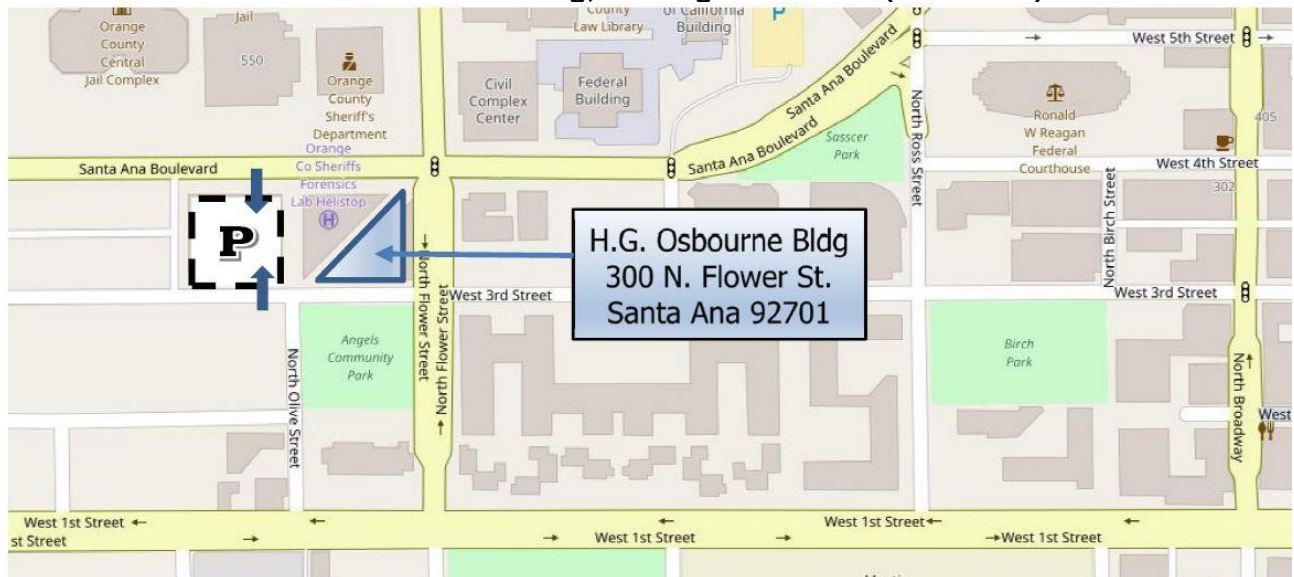 Jail
Orange
County
Central
Jail Complex
550
Orange
County
Sheriff's
Department
Orange
Co Sheriffs
Forensics
Lab Helistop
H
County
Law Library
of California
Building
P
Civil
Complex
Center
Federal
Building
Santa Ana Boulevard
West 5th Street
Santa Ana Boulevard
Santa Ana Boulevard
Sasscer
Park
North Ross Street
Ronald
W Reagan
Federal
Courthouse
405
West 4th Street
302
North Birch Street
P
H.G. Osbourne Bldg
300 N. Flower St.
Santa Ana 92701
North Flower Street
North Flower Street
West 3rd Street
West 3rd Street
Angels
Community
Park
North Olive Street
Birch
Park
North Broadway
West
West 1st Street
st Street
West 1st Street
West 1st Street
West 1st Street